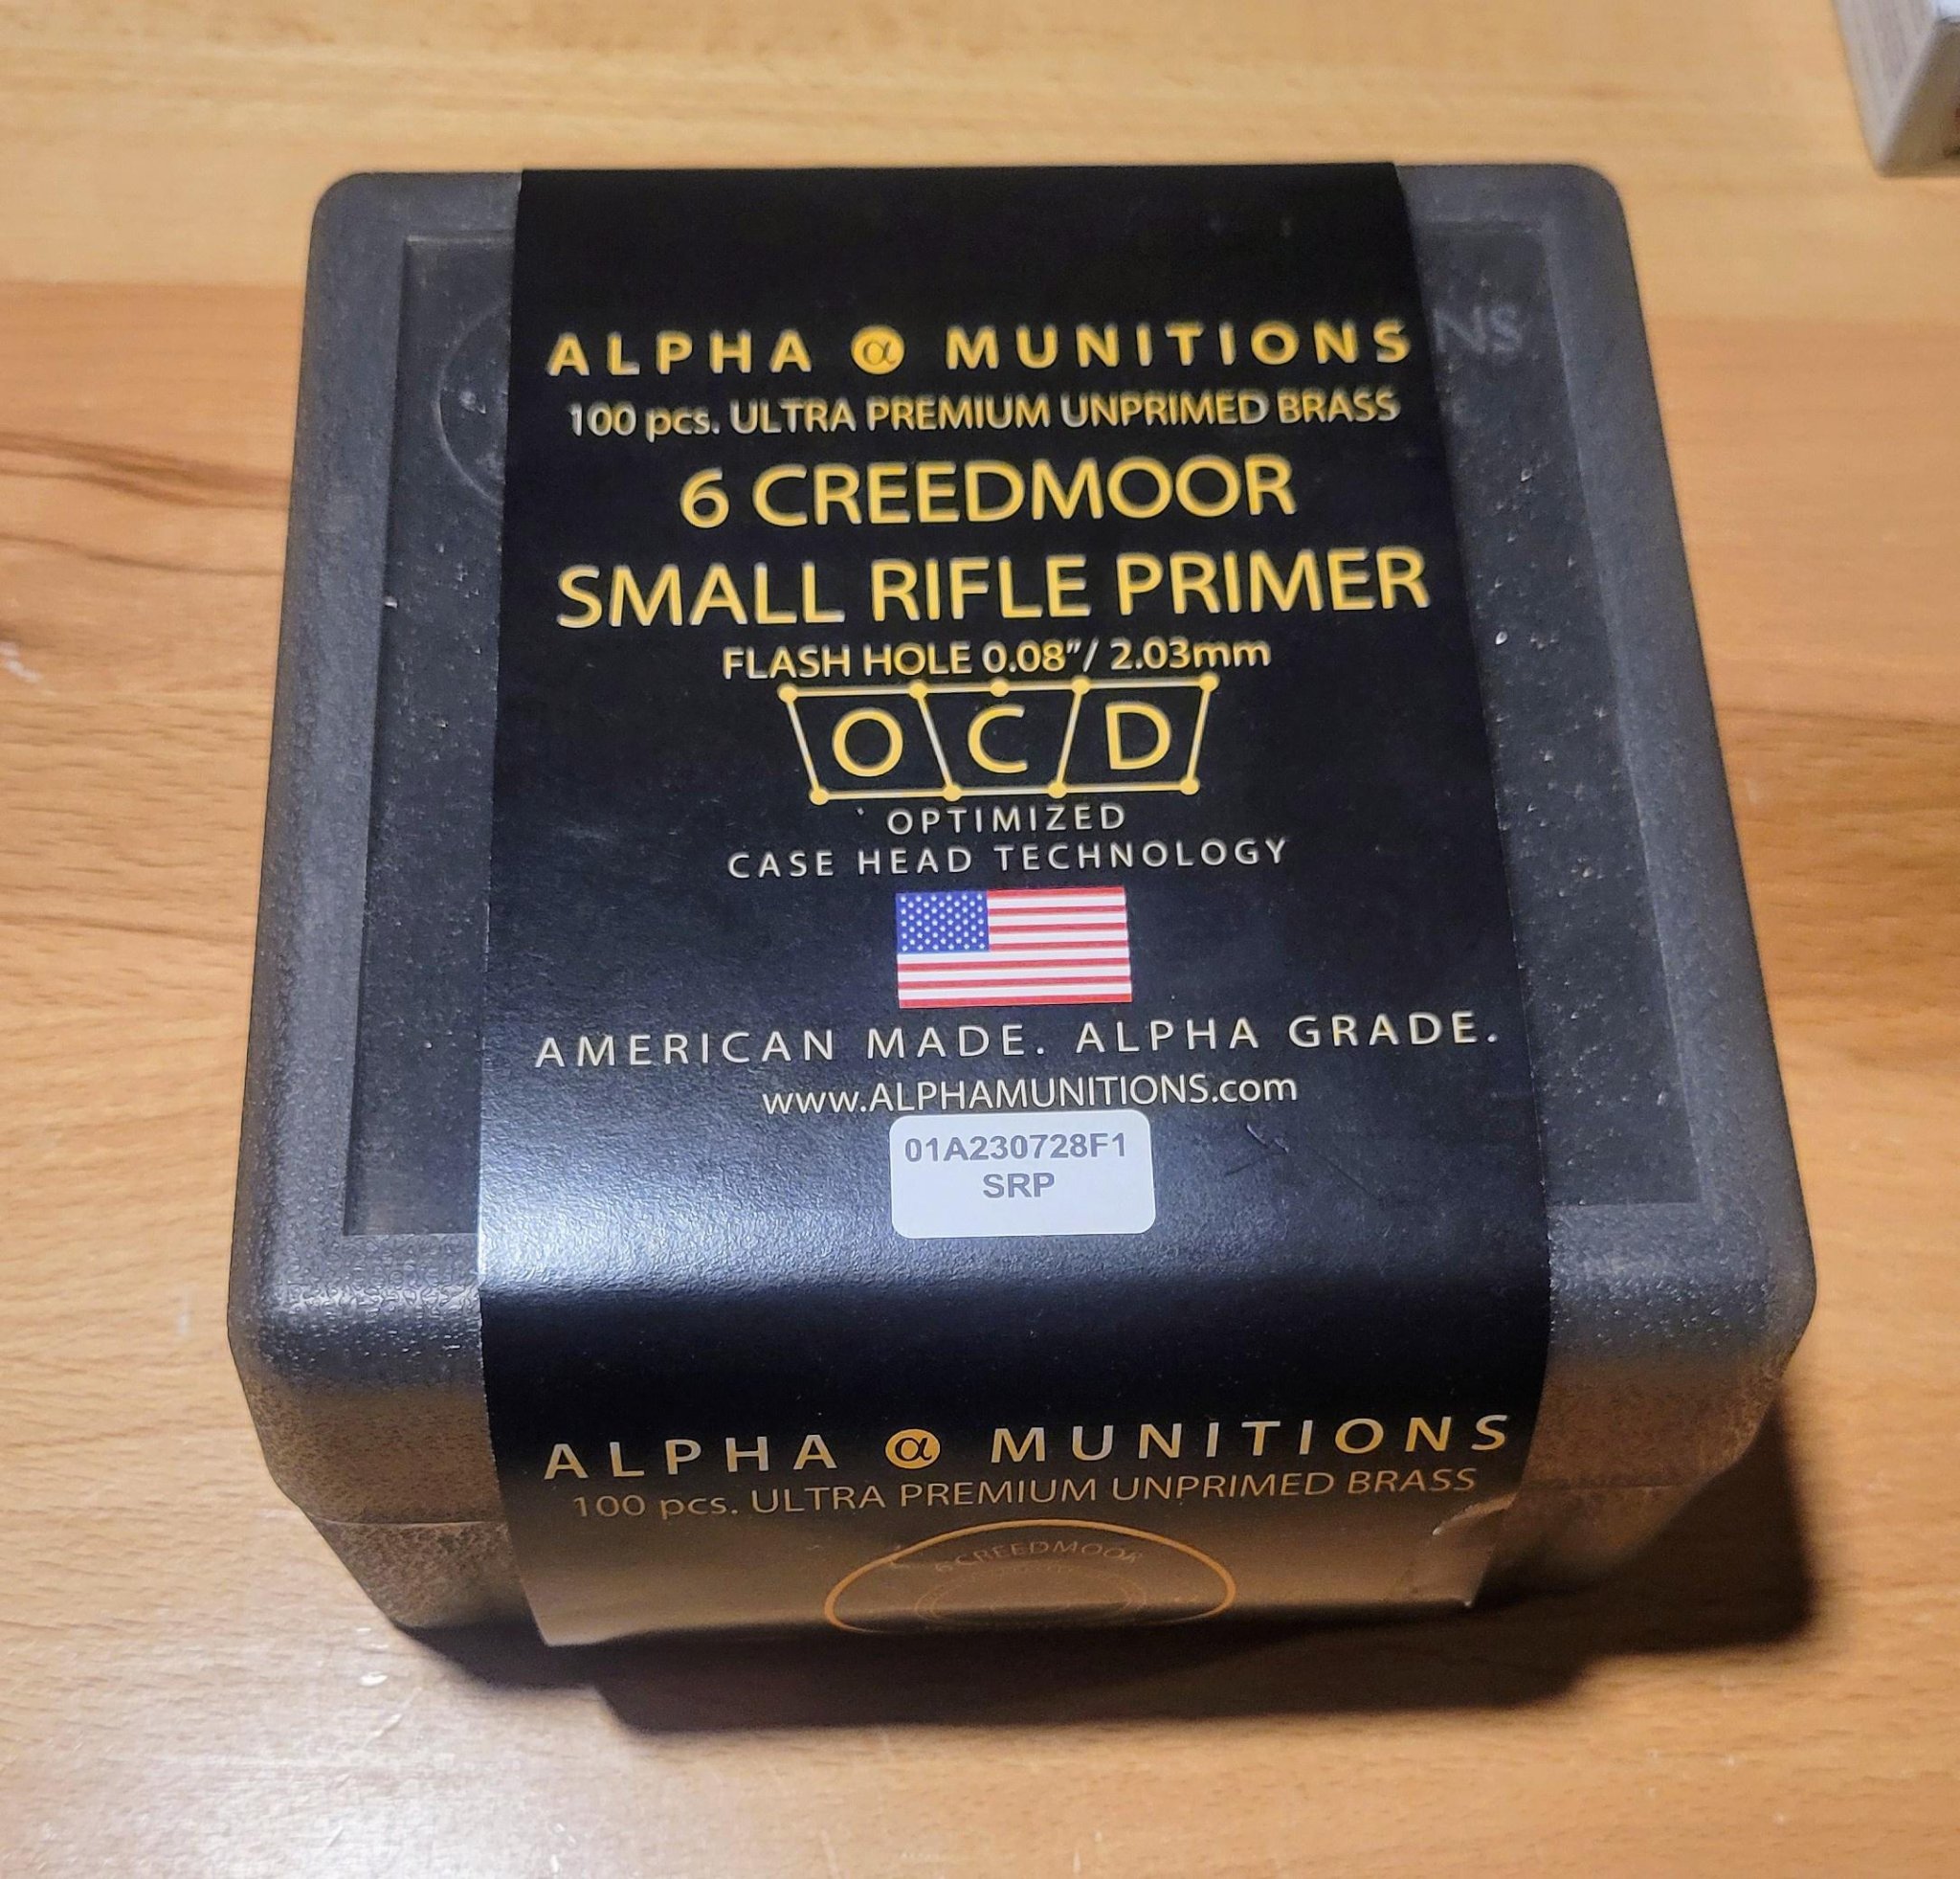 ALPHA α MUNITIONS
100 pcs. ULTRA PREMIUM UNPRIMED BRASS
6 CREEDMOOR
SMALL RIFLE PRIMER
FLASH HOLE 0.08"/ 2.03mm
OCD
OPTIMIZED
CASE HEAD TECHNOLOGY
AMERICAN MADE. ALPHA GRADE.
www.ALPHAMUNITIONS.com
01A230728F1
SRP
ALPHA α MUNITIONS
100 pcs. ULTRA PREMIUM UNPRIMED BRASS
6 CREEDMOOR